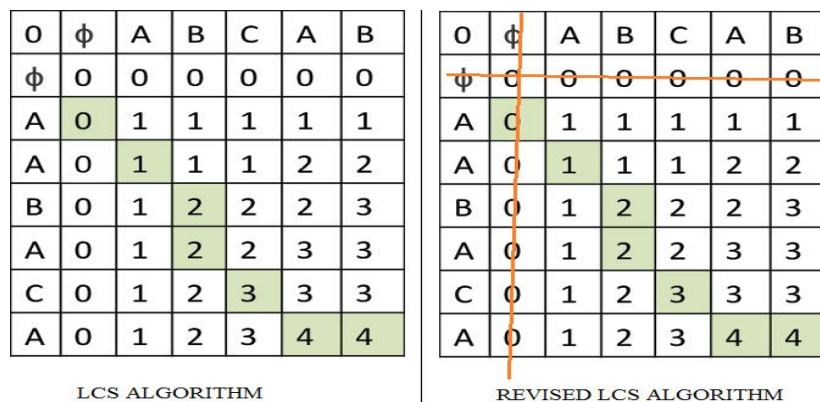 0 ф A B C A B
ф 0 0 0 0 0 0
A 0 1 1 1 1 1
A 0 1 1 1 2 2
B 0 1 2 2 2 3
A 0 1 2 2 3 3
C 0 1 2 3 3 3
A 0 1 2 3 4 4
LCS ALGORITHM
0 ф A B C A B
ф 0 0 0 0 0 0
A 0 1 1 1 1 1
A 0 1 1 1 2 2
B 0 1 2 2 2 3
A 0 1 2 2 3 3
C 0 1 2 3 3 3
A 0 1 2 3 4 4
REVISED LCS ALGORITHM